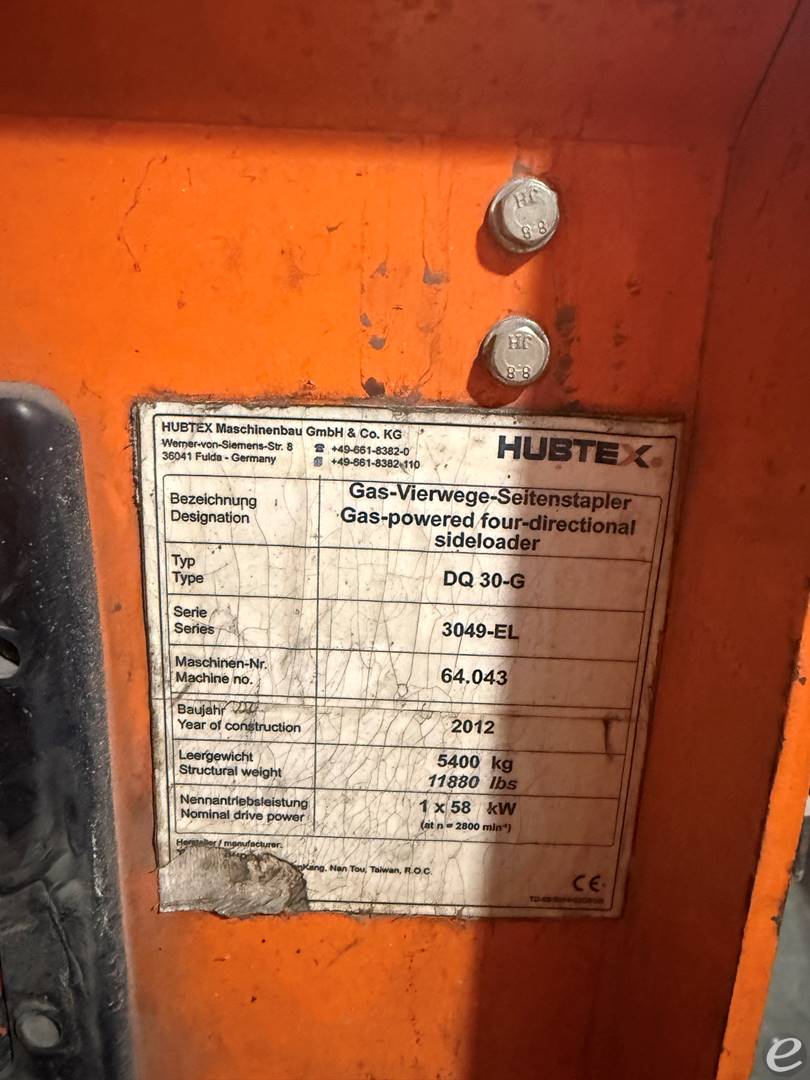 Hf
8·8
Hf
8·8
HUBTEX Maschinenbau GmbH & Co. KG
Werner-von-Siemens-Str. 8 ☎ +49-661-8382-0
36041 Fulda - Germany +49-661-8382-110
HUBTEX
Bezeichnung
Designation
Gas-Vierwege-Seitenstapler
Gas-powered four-directional
sideloader
Typ
Type
DQ 30-G
Serie
Series
3049-EL
Maschinen-Nr.
Machine no.
64.043
Baujahr
Year of construction
2012
Leergewicht
Structural weight
5400 kg
11880 lbs
Nennantriebsleistung
Nominal drive power
1 x 58 kW
(at n = 2800 min⁻¹)
Hersteller / manufacturer:
Nan Tou, Taiwan, R.O.C.
CE
e